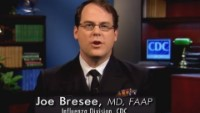 CDC
Joe Bresee, MD, FAAP
Influenza Division, CDC